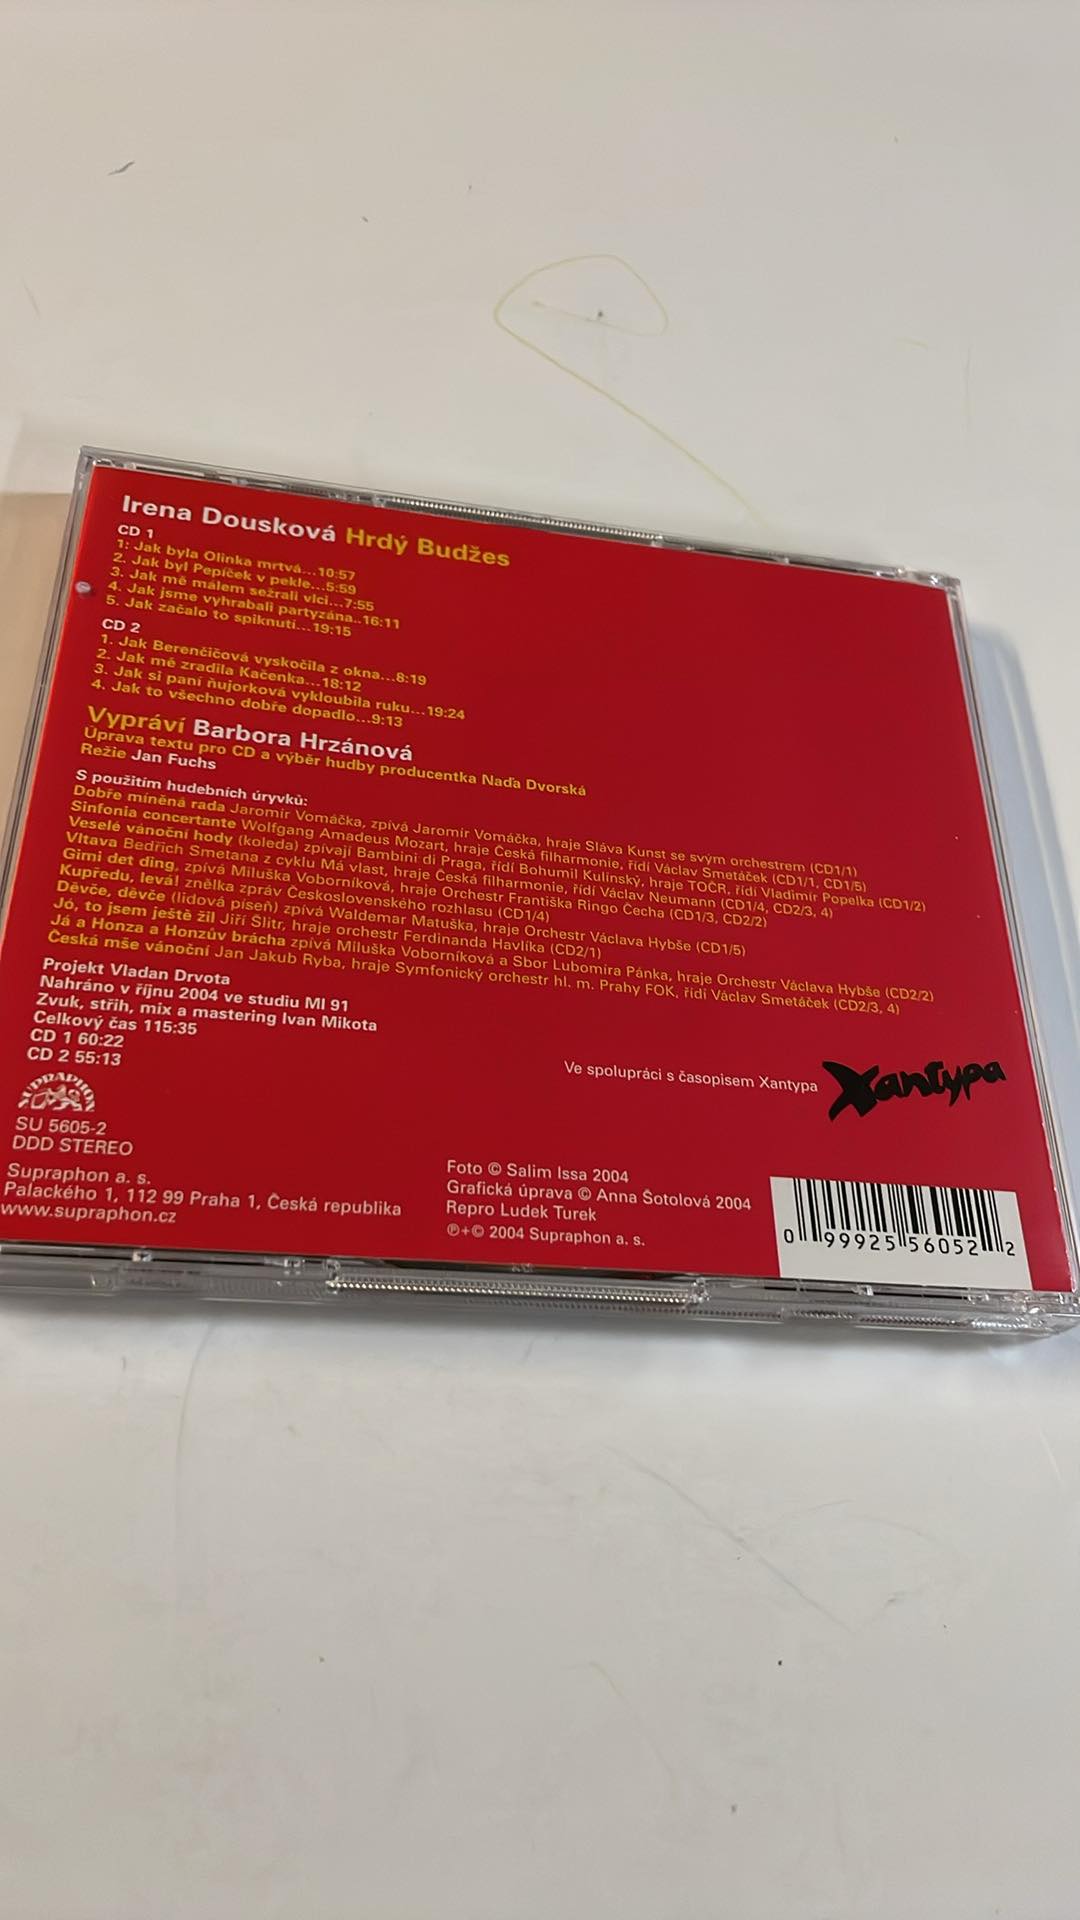 Irena Dousková Hrdý Budžes
CD 1
1: Jak byla Olinka mrtvá...10:57
2. Jak byl Pepíček v pekle...5:59
3. Jak mě málem sežrali vlci...7:55
4. Jak jsme vyhrabali partyzána..16:11
5. Jak začalo to spiknutí...19:15
CD 2
1. Jak Berenčičová vyskočila z okna...8:19
2. Jak mě zradila Kačenka...18:12
3. Jak si paní ňujorková vykloubila ruku...19:24
4. Jak to všechno dobře dopadlo...9:13
Vypráví Barbora Hrzánová
Úprava textu pro CD a výběr hudby producentka Naďa Dvorská
Režie Jan Fuchs
S použitím hudebních úryvků:
Dobře míněná rada Jaromír Vomáčka, zpívá Jaromír Vomáčka, hraje Sláva Kunst se svým orchestrem (CD1/1)
Sinfonia concertante Wolfgang Amadeus Mozart, hraje Česká filharmonie, řídí Václav Smetáček (CD1/1, CD1/5)
Veselé vánoční hody (koleda) zpívají Bambini di Praga, řídí Bohumil Kulinský, hraje TOČR, řídí Vladimír Popelka (CD1/2)
Vltava Bedřich Smetana z cyklu Má vlast, hraje Česká filharmonie, řídí Václav Neumann (CD1/4, CD2/3, 4)
Gimi det ding, zpívá Miluška Voborníková, hraje Orchestr Františka Ringo Čecha (CD1/3, CD2/2)
Kupředu, levá! znělka zpráv Československého rozhlasu (CD1/4)
Děvče, děvče (lidová píseň) zpívá Waldemar Matuška, hraje Orchestr Václava Hybše (CD1/5)
Jó, to jsem ještě žil Jiří Šlitr, hraje orchestr Ferdinanda Havlíka (CD2/1)
Já a Honza a Honzův brácha zpívá Miluška Voborníková a Sbor Lubomíra Pánka, hraje Orchestr Václava Hybše (CD2/2)
Česká mše vánoční Jan Jakub Ryba, hraje Symfonický orchestr hl. m. Prahy FOK, řídí Václav Smetáček (CD2/3, 4)
Projekt Vladan Drvota
Nahráno v říjnu 2004 ve studiu MI 91
Zvuk, střih, mix a mastering Ivan Mikota
Celkový čas 115:35
CD 1 60:22
CD 2 55:13
Ve spolupráci s časopisem Xantypa
Xantypa
SUPRAPHON
SU 5605-2
DDD STEREO
Supraphon a. s.
Palackého 1, 112 99 Praha 1, Česká republika
www.supraphon.cz
Foto © Salim Issa 2004
Grafická úprava © Anna Šotolová 2004
Repro Ludek Turek
℗+© 2004 Supraphon a. s.
0 99925 56052 2